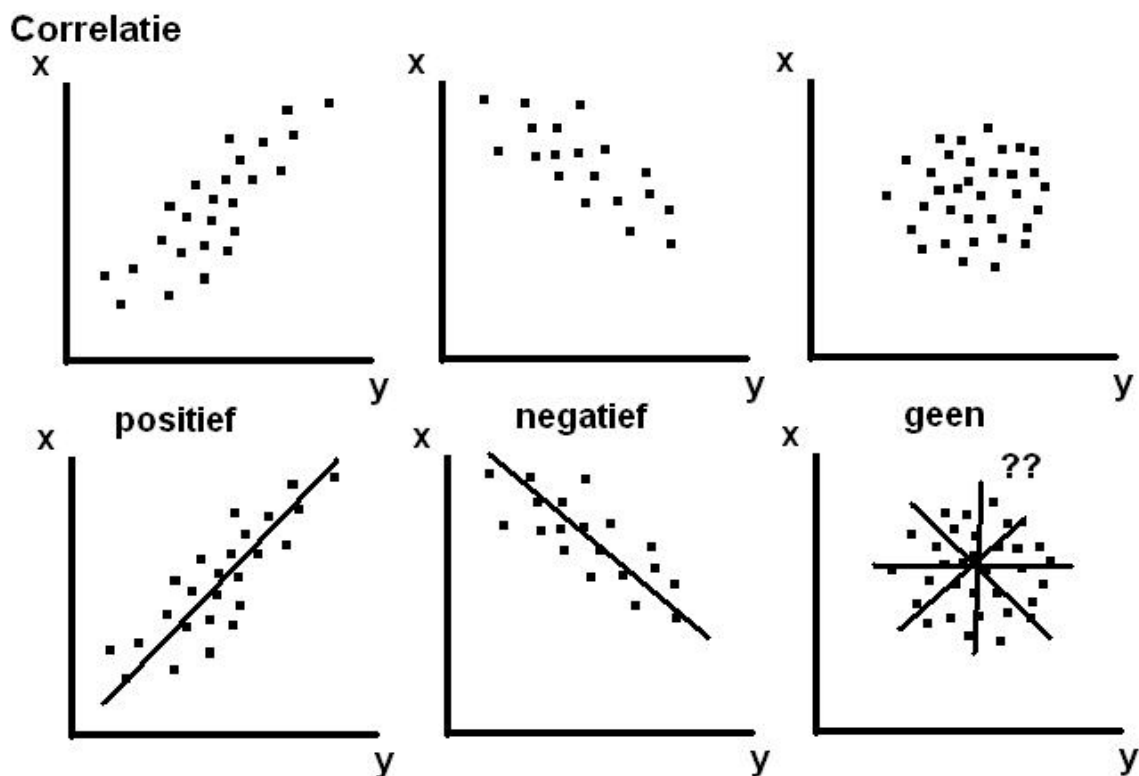 Correlatie
x x x
y y y
positief negatief geen
x x x
??
y y y